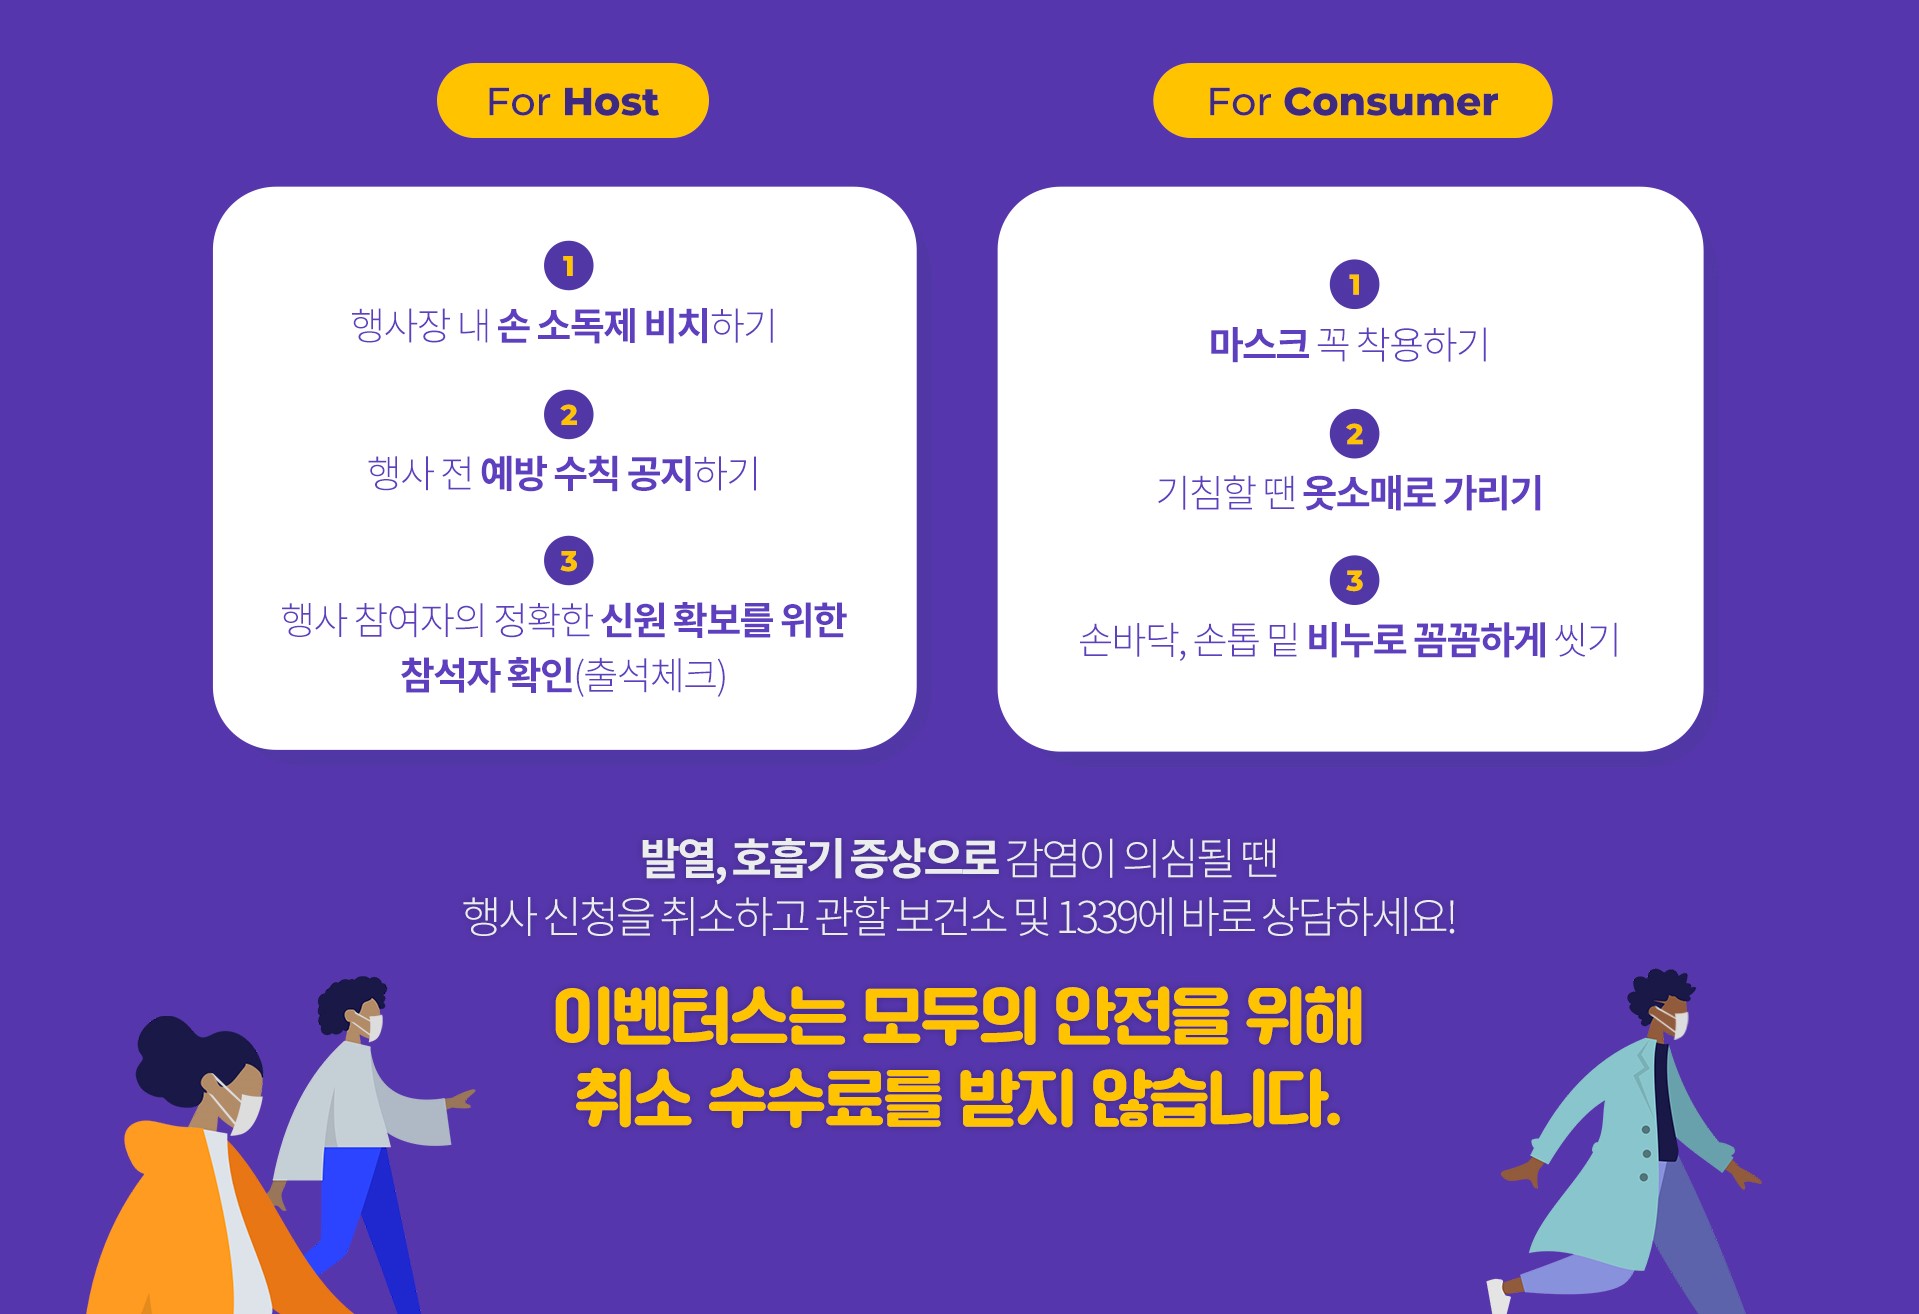 For Host
1
행사장 내 손 소독제 비치하기
2
행사 전 예방 수칙 공지하기
3
행사 참여자의 정확한 신원 확보를 위한
참석자 확인(출석체크)
For Consumer
1
마스크 꼭 착용하기
2
기침할 땐 옷소매로 가리기
3
손바닥, 손톱 밑 비누로 꼼꼼하게 씻기
발열, 호흡기 증상으로 감염이 의심될 땐
행사 신청을 취소하고 관할 보건소 및 1339에 바로 상담하세요!
이벤터스는 모두의 안전을 위해
취소 수수료를 받지 않습니다.